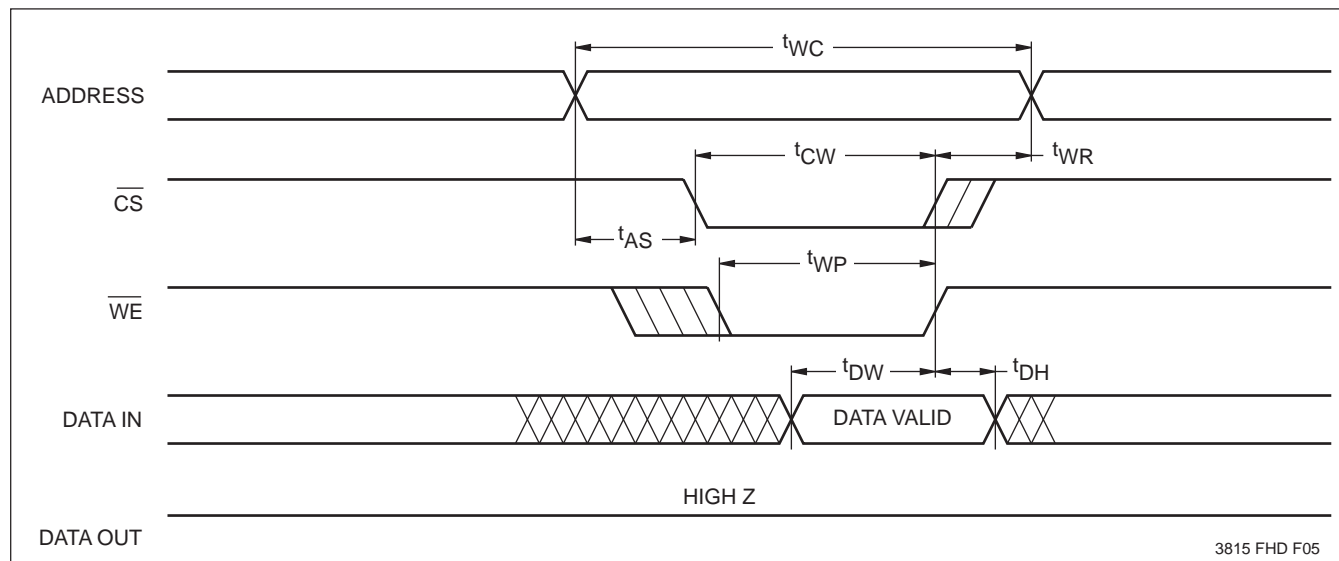 tWC
ADDRESS
tCW
tWR
CS
tAS
tWP
WE
tDW
tDH
DATA IN
DATA VALID
HIGH Z
DATA OUT
3815 FHD F05